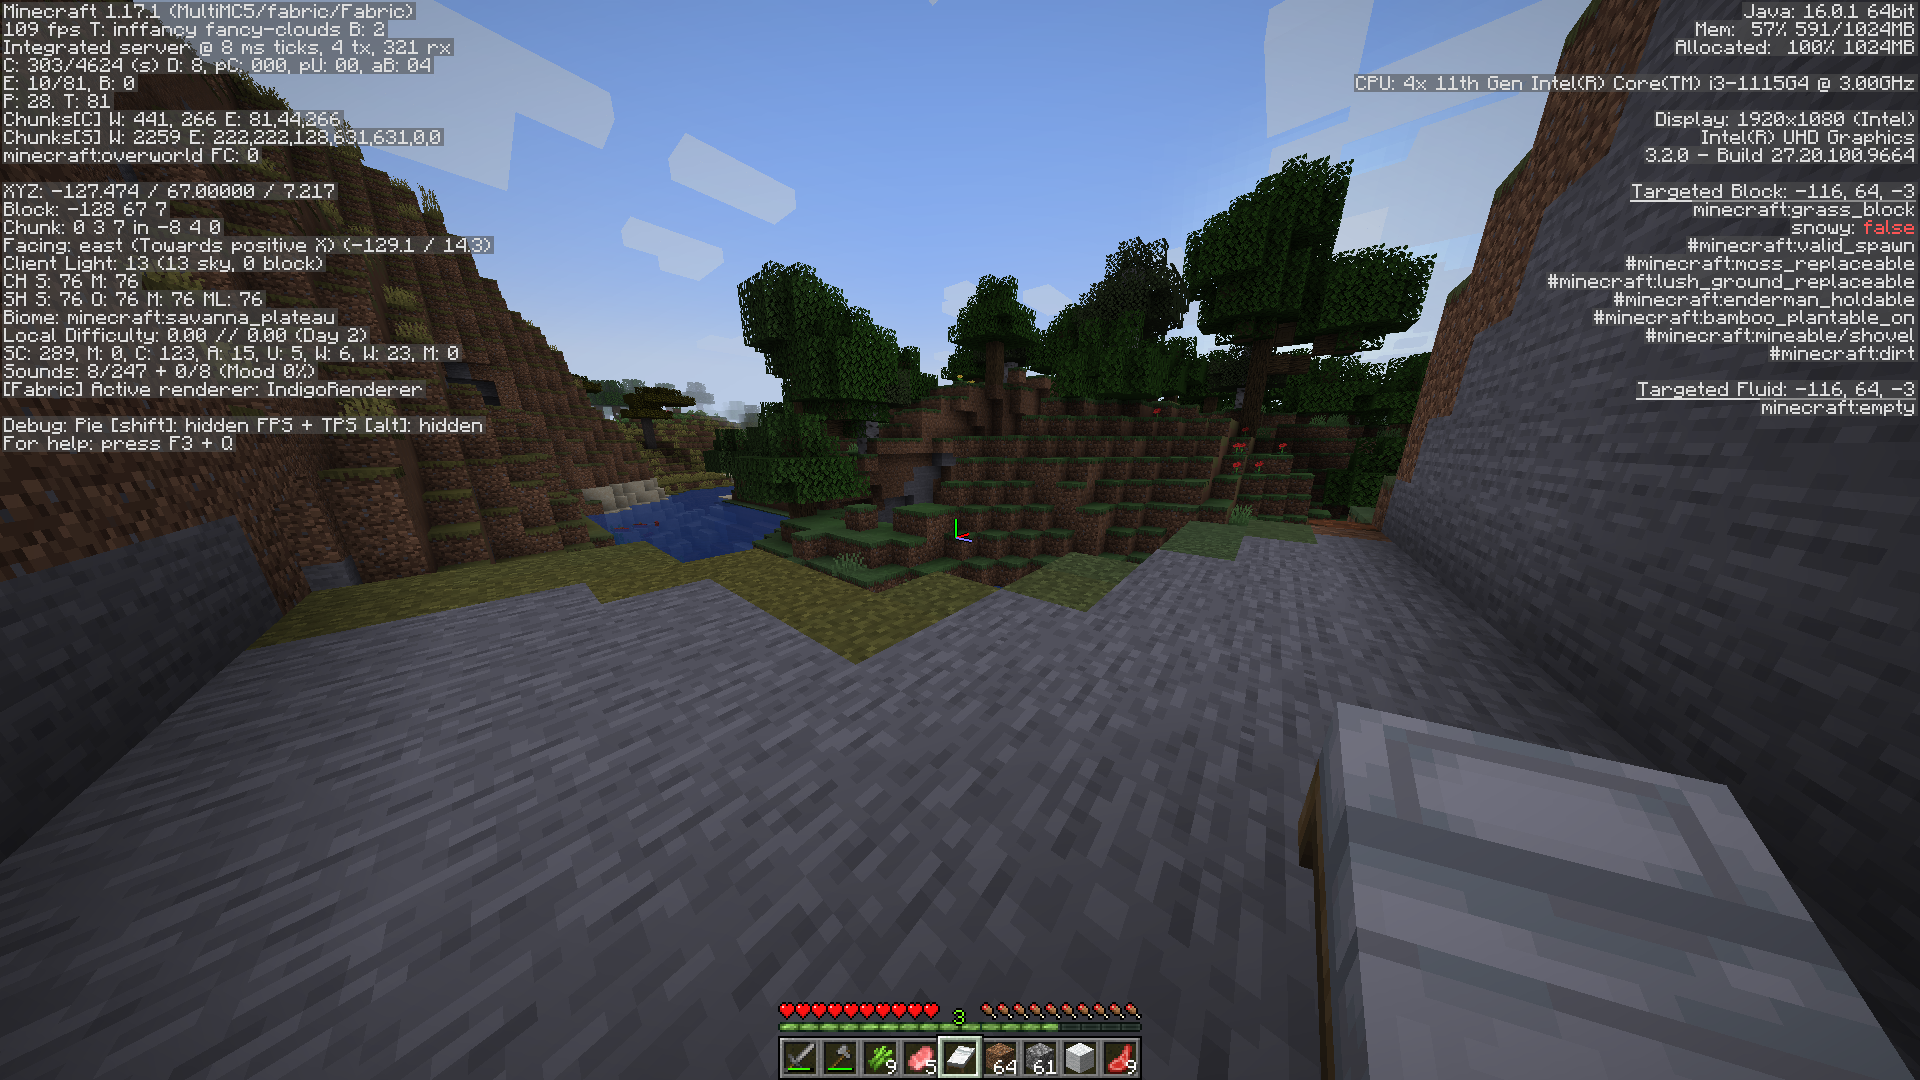 Minecraft 1.17.1 (MultiMC5/fabric/Fabric)
109 fps T: inffancy fancy-clouds B: 2
Integrated server @ 8 ms ticks, 4 tx, 321 rx
C: 303/4624 (s) D: 8, pC: 000, pU: 00, aB: 04
E: 10/81, B: 0
P: 28. T: 81
Chunks[C] W: 441, 266 E: 81,44,266
Chunks[S] W: 2259 E: 222,222,128,631,631,0,0
minecraft:overworld FC: 0
XYZ: -127.474 / 67.00000 / 7.217
Block: -128 67 7
Chunk: 0 3 7 in -8 4 0
Facing: east (Towards positive X) (-129.1 / 14.3)
Client Light: 13 (13 sky, 0 block)
CH S: 76 M: 76
SH S: 76 O: 76 M: 76 ML: 76
Biome: minecraft:savanna_plateau
Local Difficulty: 0.00 // 0.00 (Day 2)
SC: 289, M: 0, C: 123, A: 15, U: 5, W: 6, W: 23, M: 0
Sounds: 8/247 + 0/8 (Mood 0%)
[Fabric] Active renderer: IndigoRenderer
Debug: Pie [shift]: hidden FPS + TPS [alt]: hidden
For help: press F3 + Q
Java: 16.0.1 64bit
Mem: 57% 591/1024MB
Allocated: 100% 1024MB
CPU: 4x 11th Gen Intel(R) Core(TM) i3-1115G4 @ 3.00GHz
Display: 1920x1080 (Intel)
Intel(R) UHD Graphics
3.2.0 - Build 27.20.100.9664
Targeted Block: -116, 64, -3
minecraft:grass_block
snowy: false
#minecraft:valid_spawn
#minecraft:moss_replaceable
#minecraft:lush_ground_replaceable
#minecraft:enderman_holdable
#minecraft:bamboo_plantable_on
#minecraft:mineable/shovel
#minecraft:dirt
Targeted Fluid: -116, 64, -3
minecraft:empty
3
9 5 64 61 9